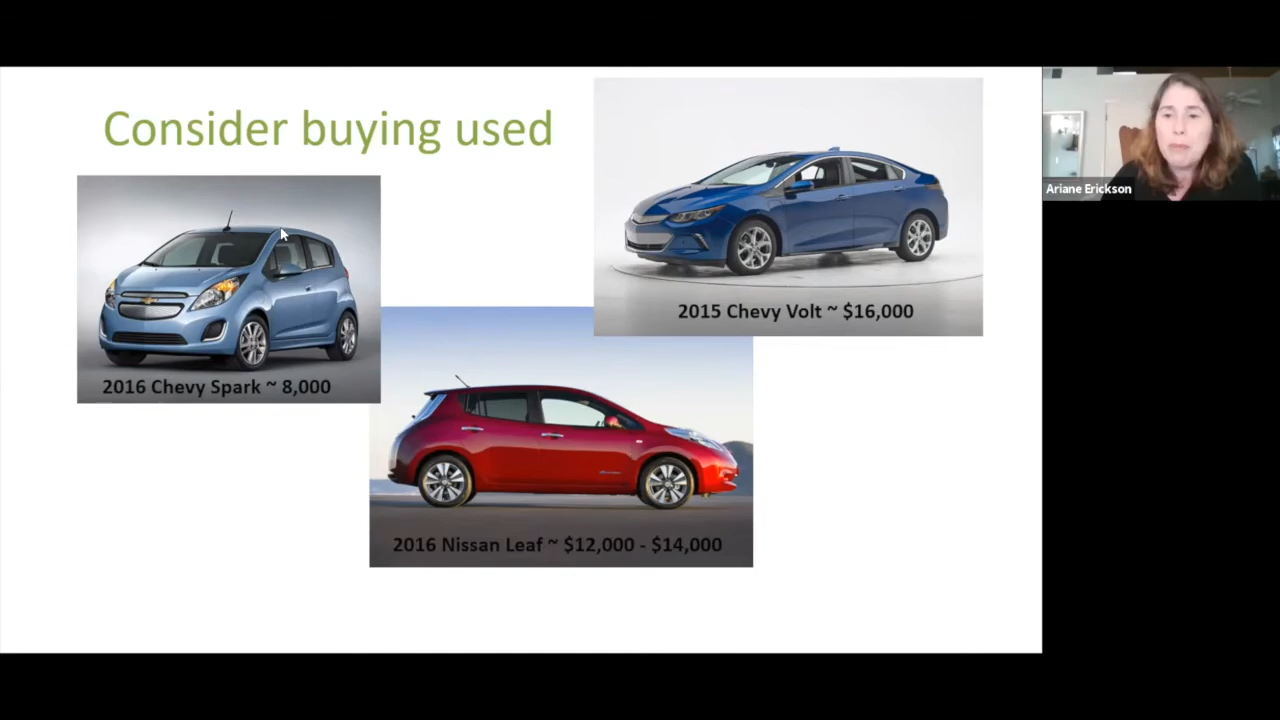 Consider buying used
2016 Chevy Spark ~ 8,000
2015 Chevy Volt ~ $16,000
2016 Nissan Leaf ~ $12,000 - $14,000
Ariane Erickson